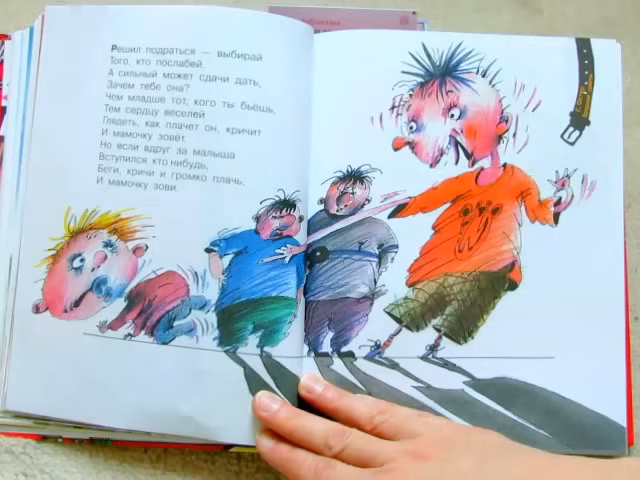 Решил подраться — выбирай
Того, кто послабей.
А сильный может сдачи дать,
Зачем тебе она?
Чем младше тот, кого ты бьёшь,
Тем сердцу веселей
Глядеть, как плачет он, кричит
И мамочку зовёт.
Но если вдруг за малыша
Вступился кто-нибудь,
Беги, кричи и громко плачь,
И мамочку зови.